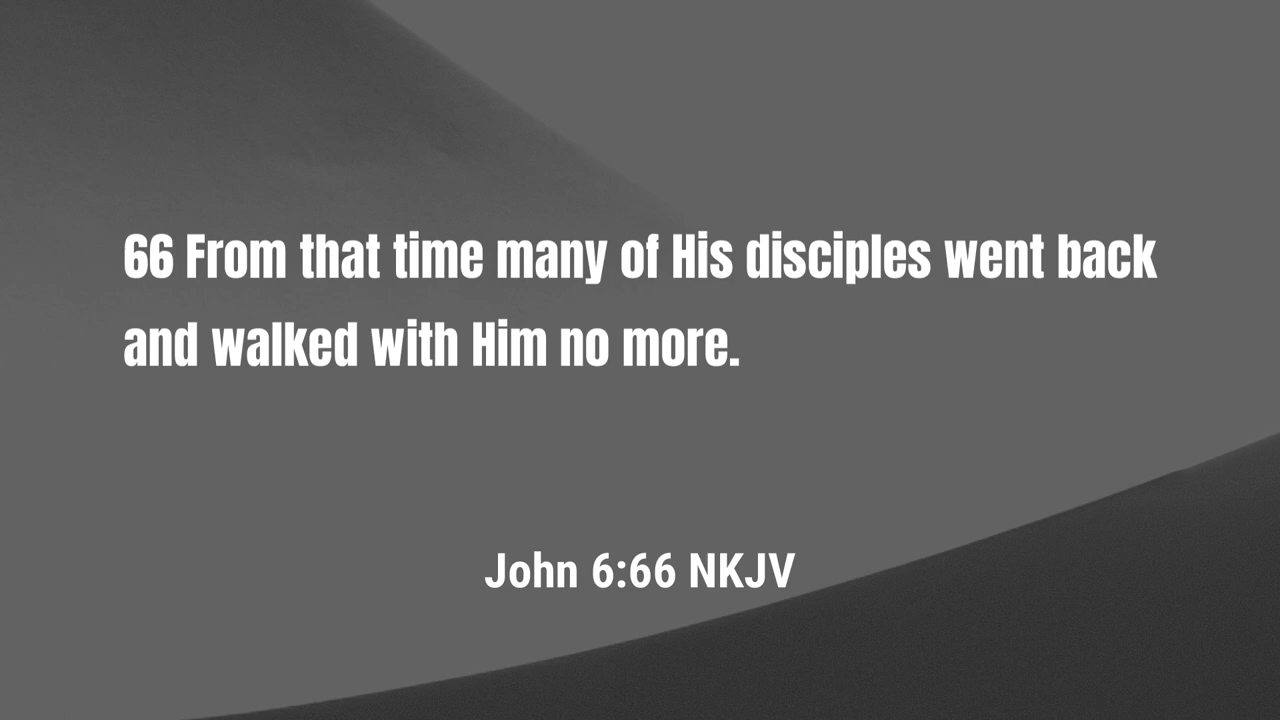 66 From that time many of His disciples went back
and walked with Him no more.
John 6:66 NKJV